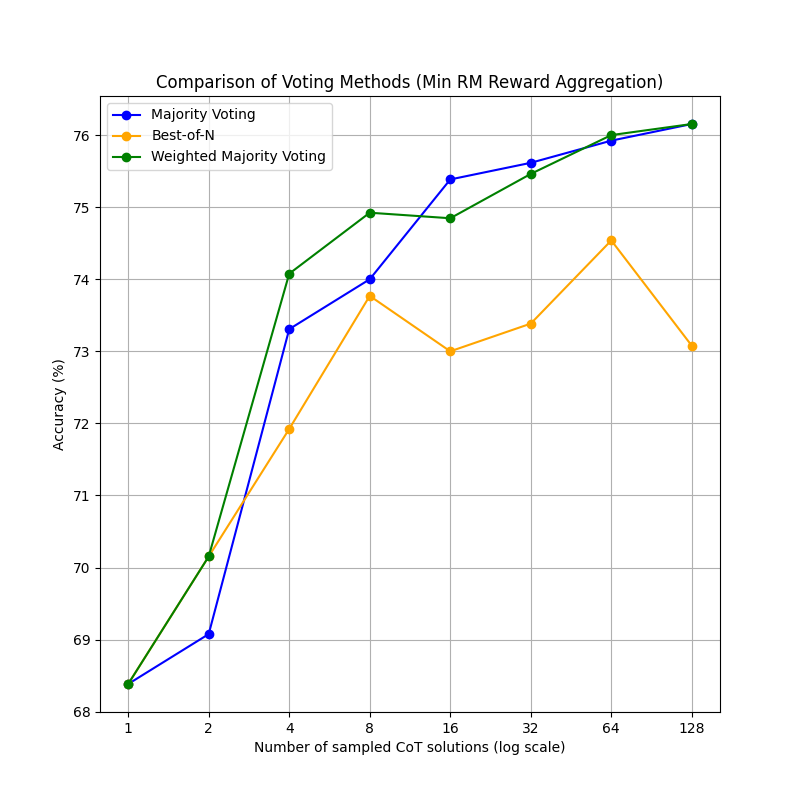 Comparison of Voting Methods (Min RM Reward Aggregation)
Majority Voting
Best-of-N
Weighted Majority Voting
76
75
74
73
72
71
70
69
68
Accuracy (%)
1 2 4 8 16 32 64 128
Number of sampled CoT solutions (log scale)